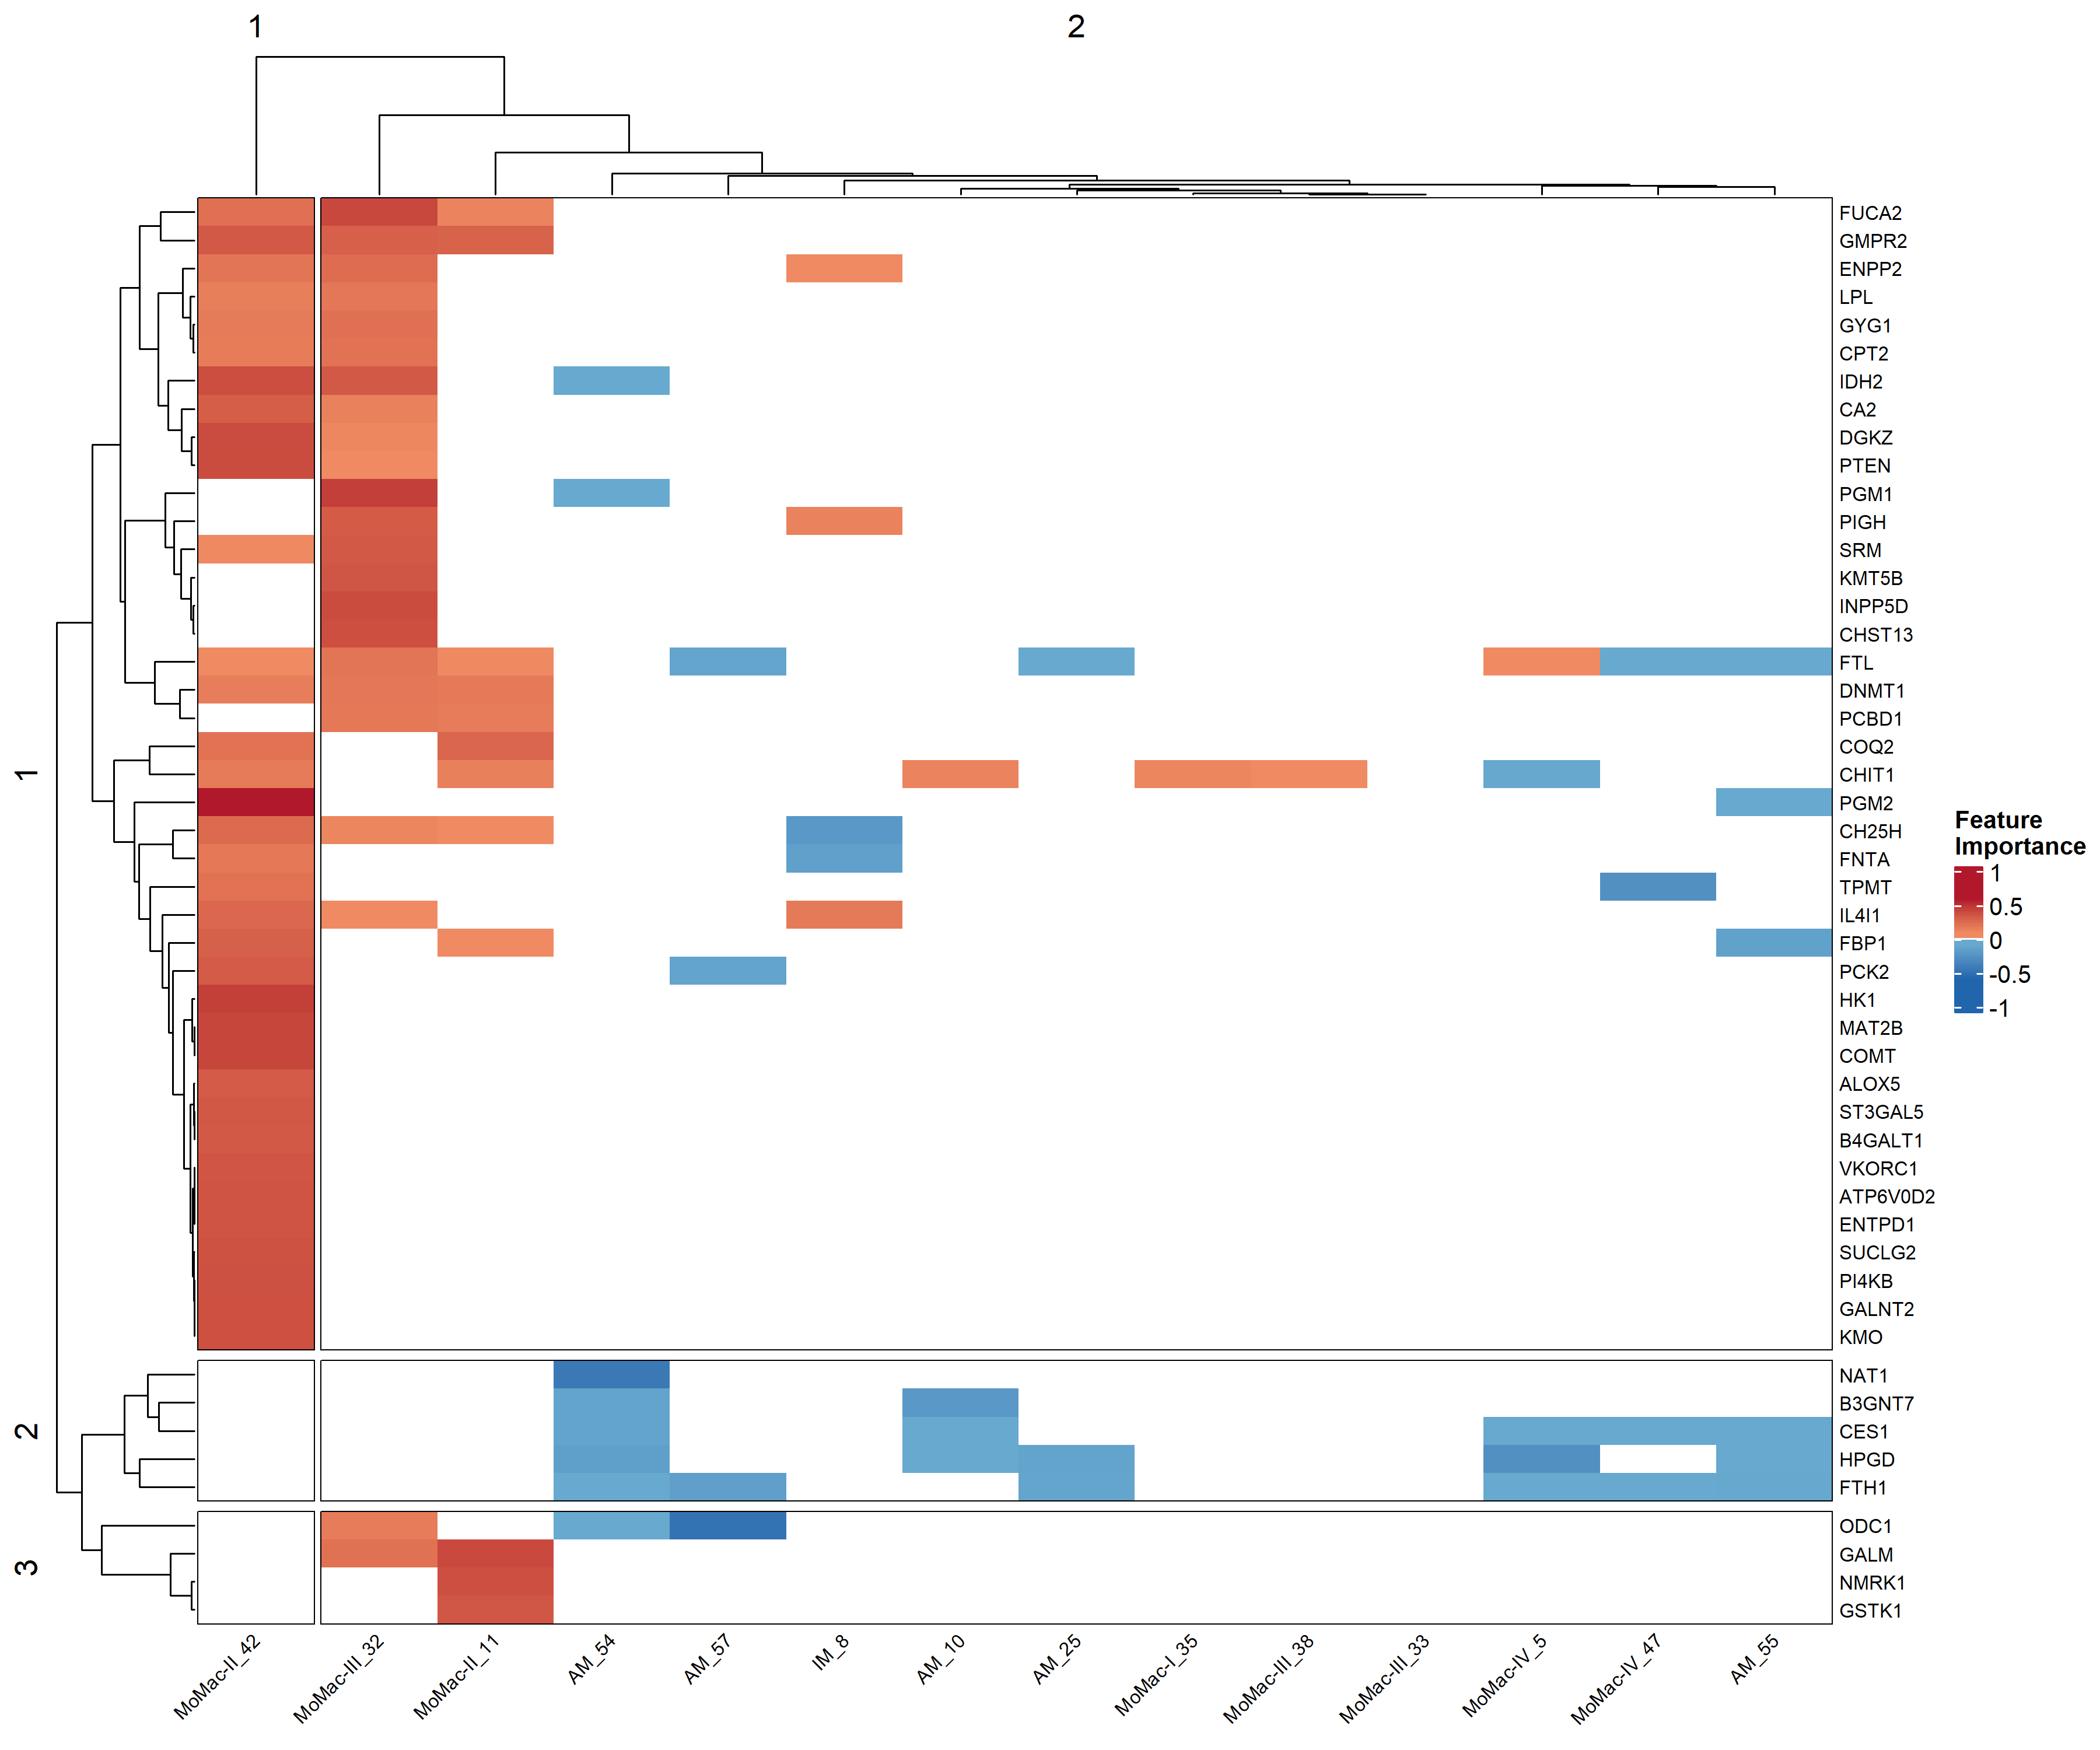 1
2
FUCA2
GMPR2
ENPP2
LPL
GYG1
CPT2
IDH2
CA2
DGKZ
PTEN
PGM1
PIGH
SRM
KMT5B
INPP5D
CHST13
FTL
DNMT1
PCBD1
COQ2
CHIT1
PGM2
CH25H
FNTA
TPMT
IL4I1
FBP1
PCK2
HK1
MAT2B
COMT
ALOX5
ST3GAL5
B4GALT1
VKORC1
ATP6V0D2
ENTPD1
SUCLG2
PI4KB
GALNT2
KMO
NAT1
B3GNT7
CES1
HPGD
FTH1
ODC1
GALM
NMRK1
GSTK1
1
2
3
Feature
Importance
1
0.5
0
-0.5
-1
MoMac-II_42
MoMac-III_32
MoMac-II_11
AM_54
AM_57
IM_8
AM_10
AM_25
MoMac-I_35
MoMac-III_38
MoMac-III_33
MoMac-IV_5
MoMac-IV_47
AM_55